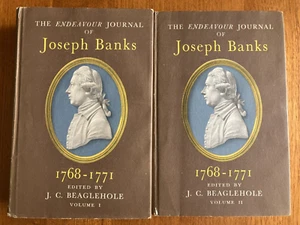 THE ENDEAVOUR JOURNAL
OF
Joseph Banks
1768-1771
EDITED BY
J. C. BEAGLEHOLE
VOLUME I
THE ENDEAVOUR JOURNAL
OF
Joseph Banks
1768-1771
EDITED BY
J. C. BEAGLEHOLE
VOLUME II